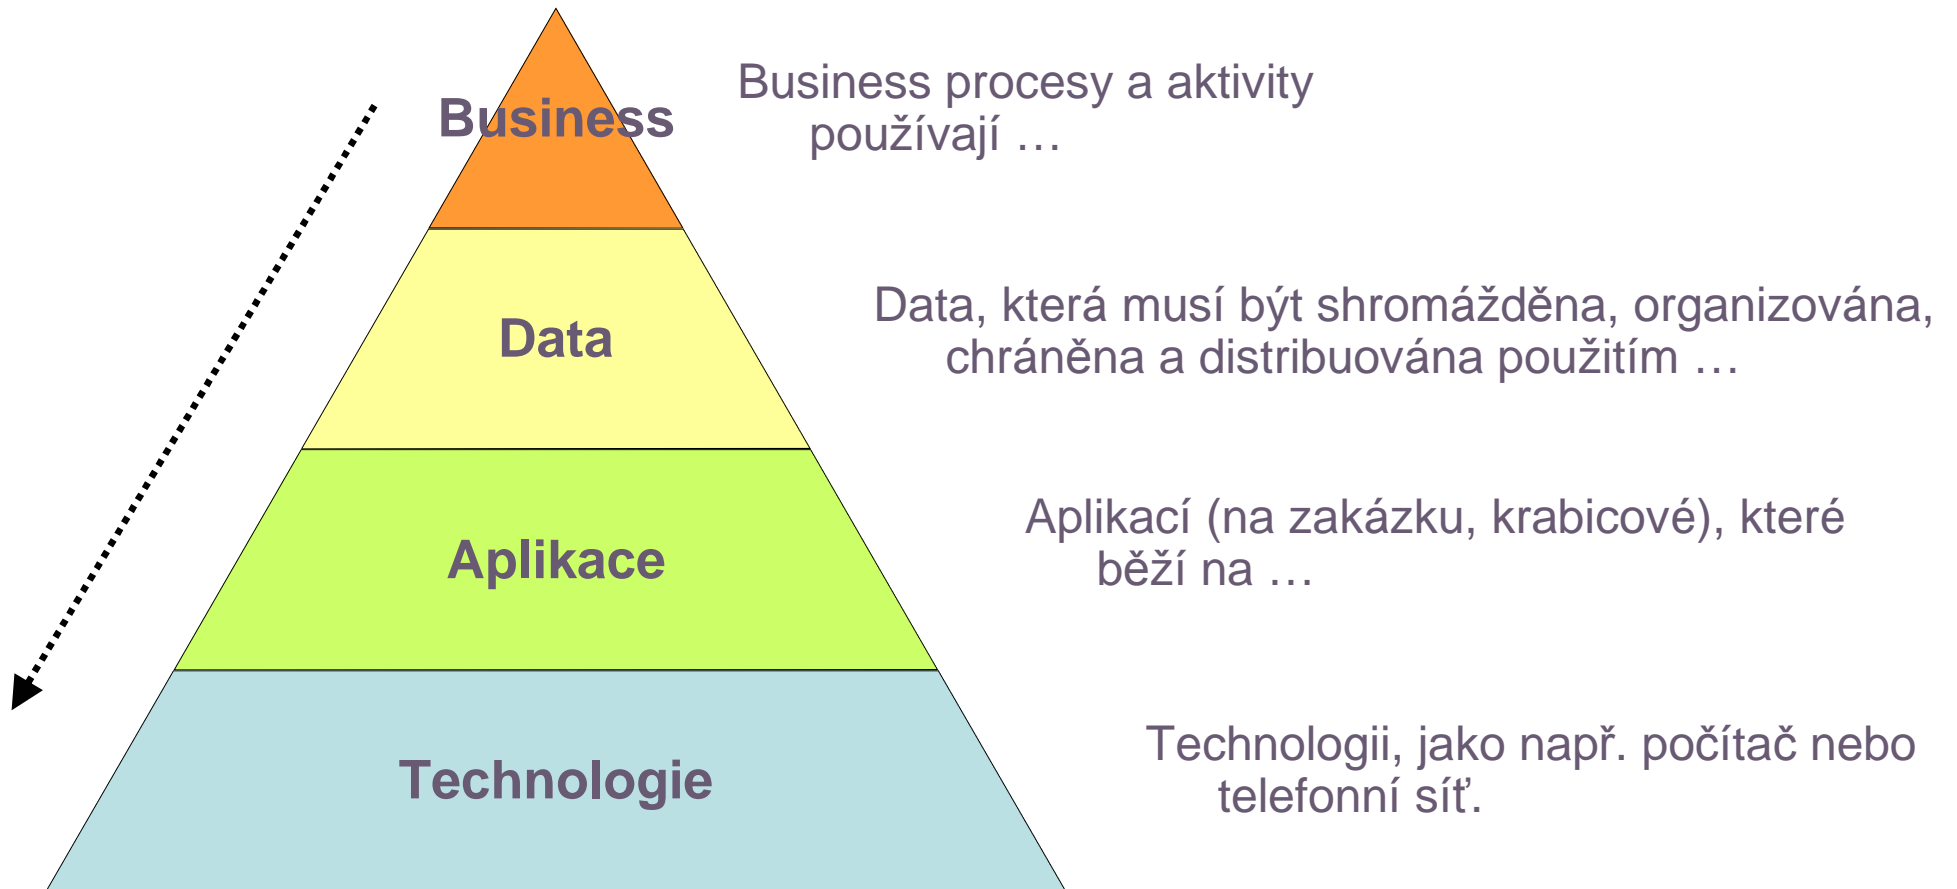 Business
Business procesy a aktivity
používají …
Data
Data, která musí být shromážděna, organizována,
chráněna a distribuována použitím …
Aplikace
Aplikací (na zakázku, krabicové), které
běží na …
Technologie
Technologii, jako např. počítač nebo
telefonní síť.